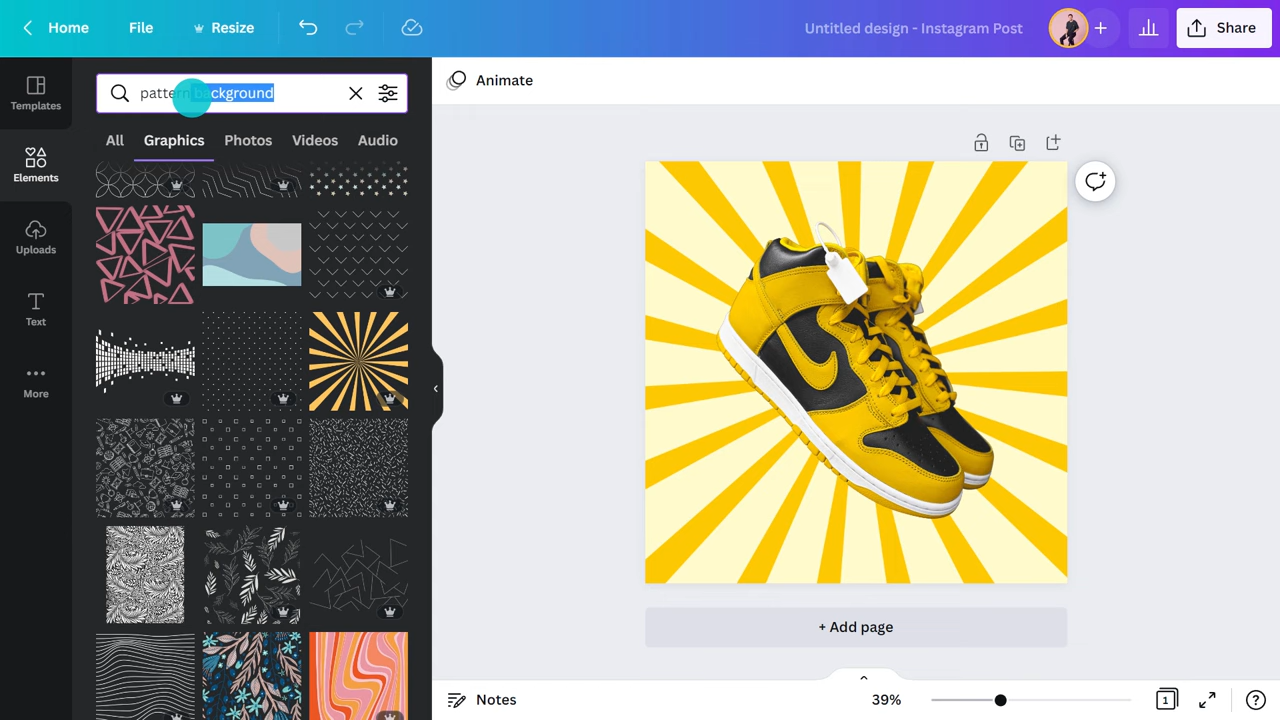 Home
File
Resize
Untitled design - Instagram Post
+
Share
Templates
Elements
Uploads
Text
More
pattern background
All
Graphics
Photos
Videos
Audio
Animate
+ Add page
Notes
39%
1
?